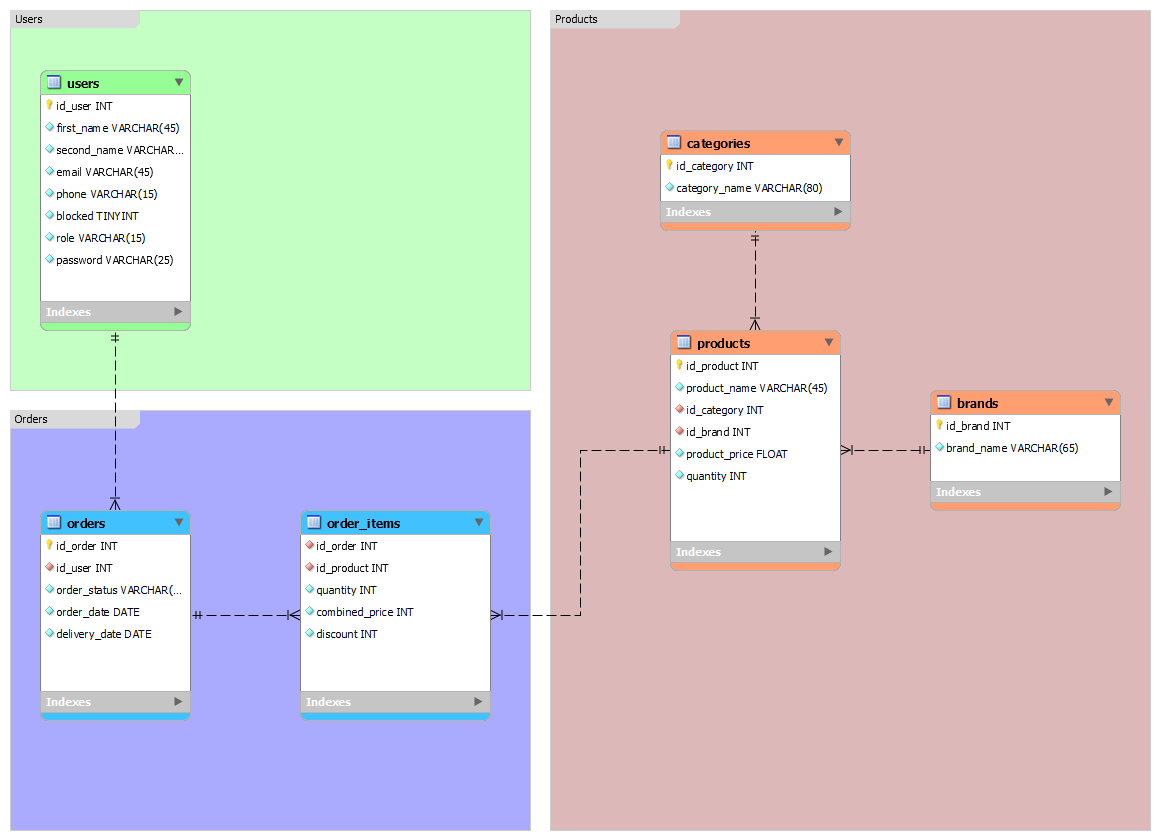 Users
users
id_user INT
first_name VARCHAR(45)
second_name VARCHAR...
email VARCHAR(45)
phone VARCHAR(15)
blocked TINYINT
role VARCHAR(15)
password VARCHAR(25)
Indexes
Orders
orders
id_order INT
id_user INT
order_status VARCHAR(...
order_date DATE
delivery_date DATE
Indexes
order_items
id_order INT
id_product INT
quantity INT
combined_price INT
discount INT
Indexes
Products
categories
id_category INT
category_name VARCHAR(80)
Indexes
products
id_product INT
product_name VARCHAR(45)
id_category INT
id_brand INT
product_price FLOAT
quantity INT
Indexes
brands
id_brand INT
brand_name VARCHAR(65)
Indexes